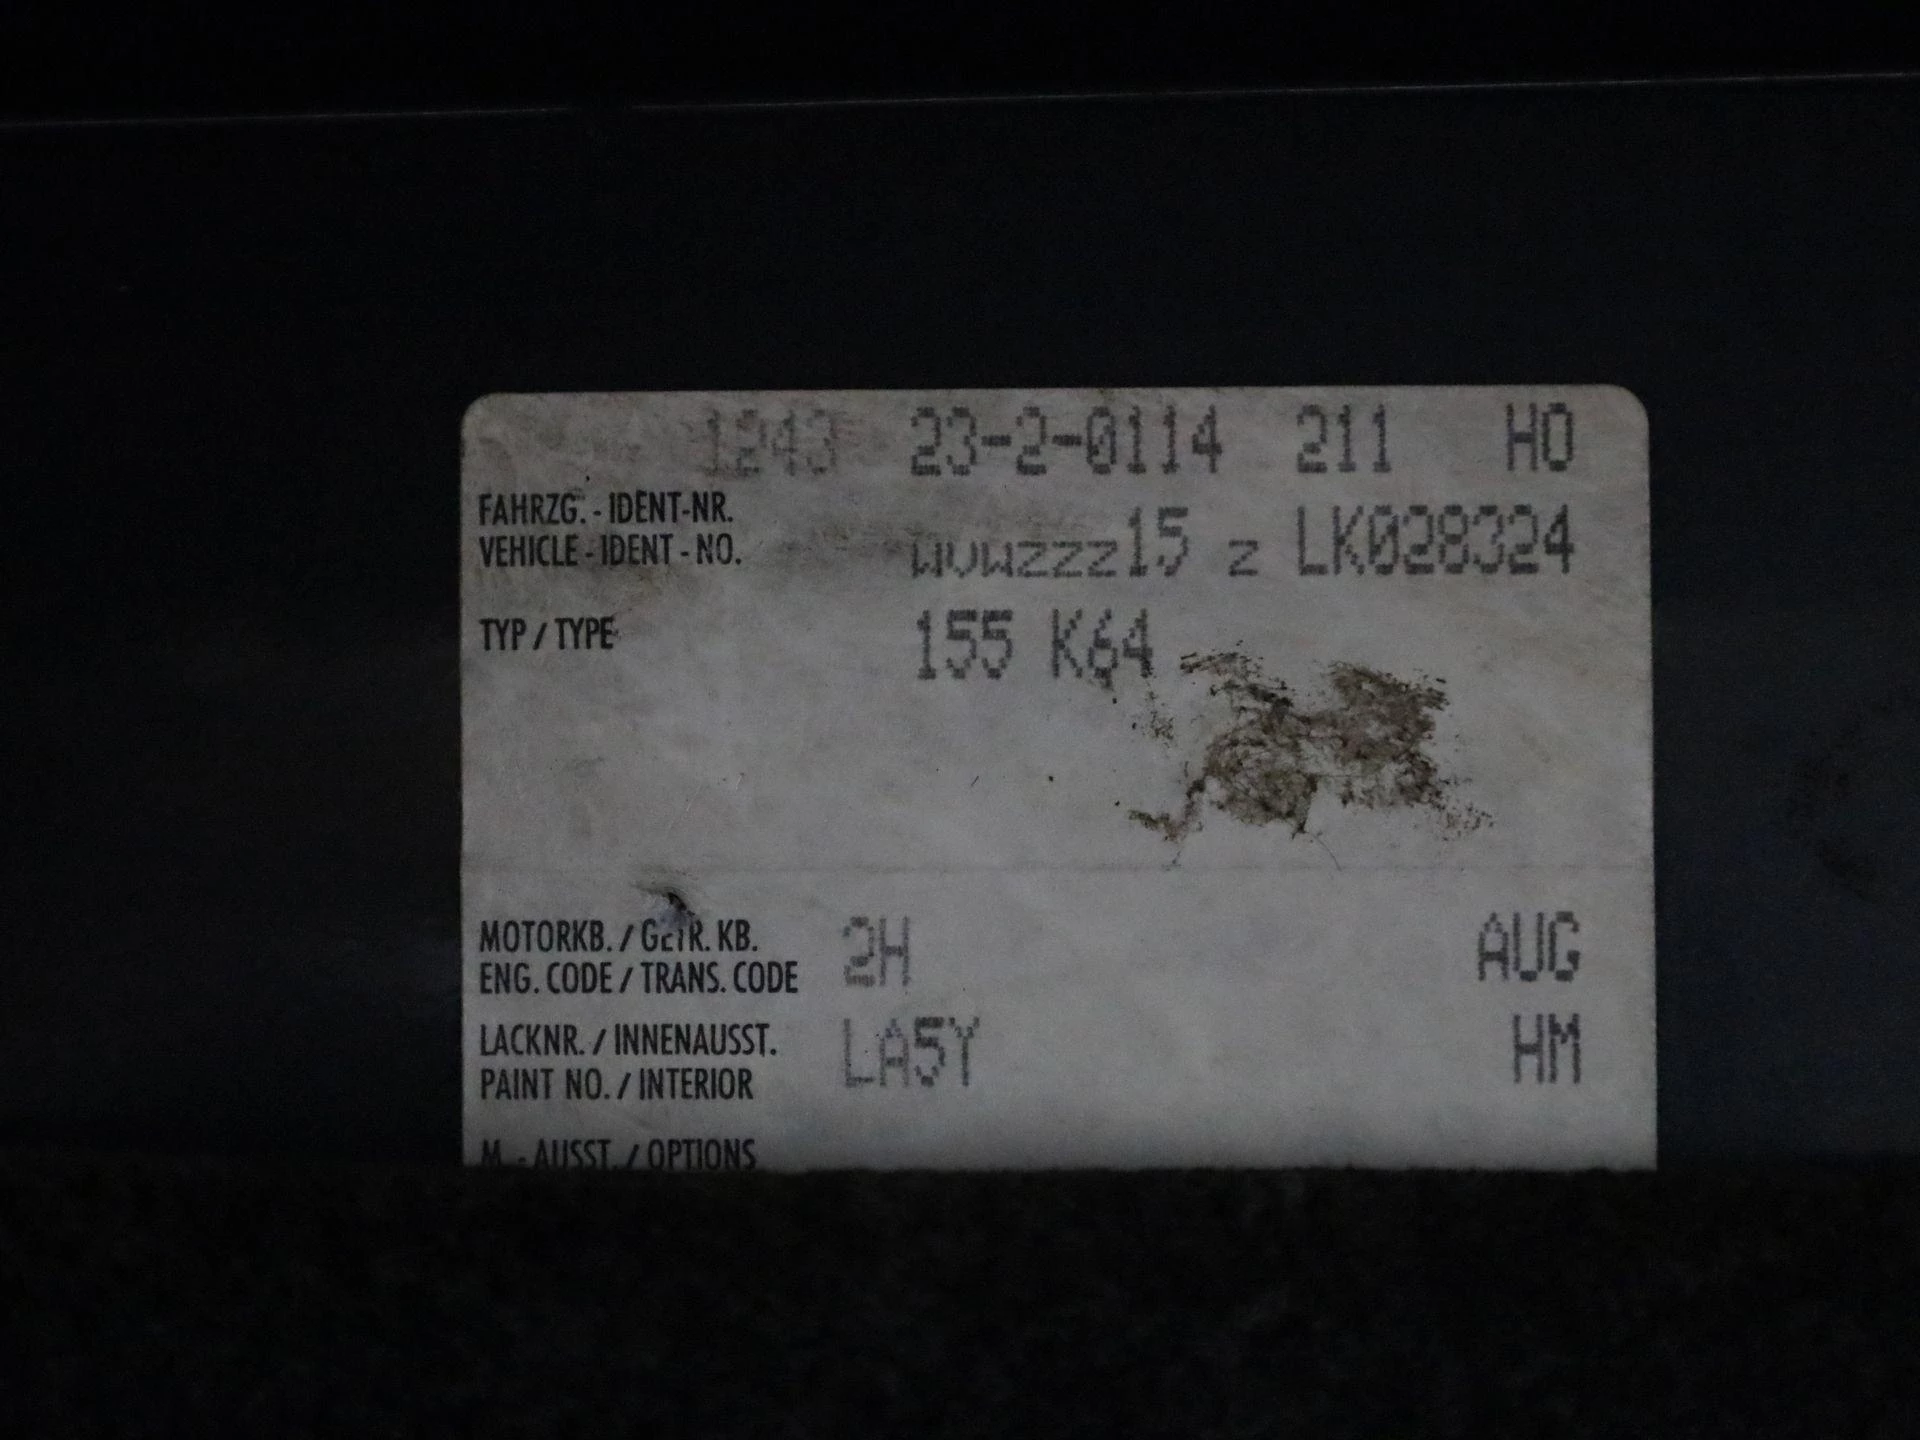 1243 23-2-0114 211 HO
FAHRZG. - IDENT-NR.
VEHICLE - IDENT - NO. WVWZZZ15 Z LK028324
TYP / TYPE 155 K64
MOTORKB. / GETR. KB.
ENG. CODE / TRANS. CODE 2H AUG
LACKNR. / INNENAUSST.
PAINT NO. / INTERIOR LA5Y HM
M. - AUSST. / OPTIONS